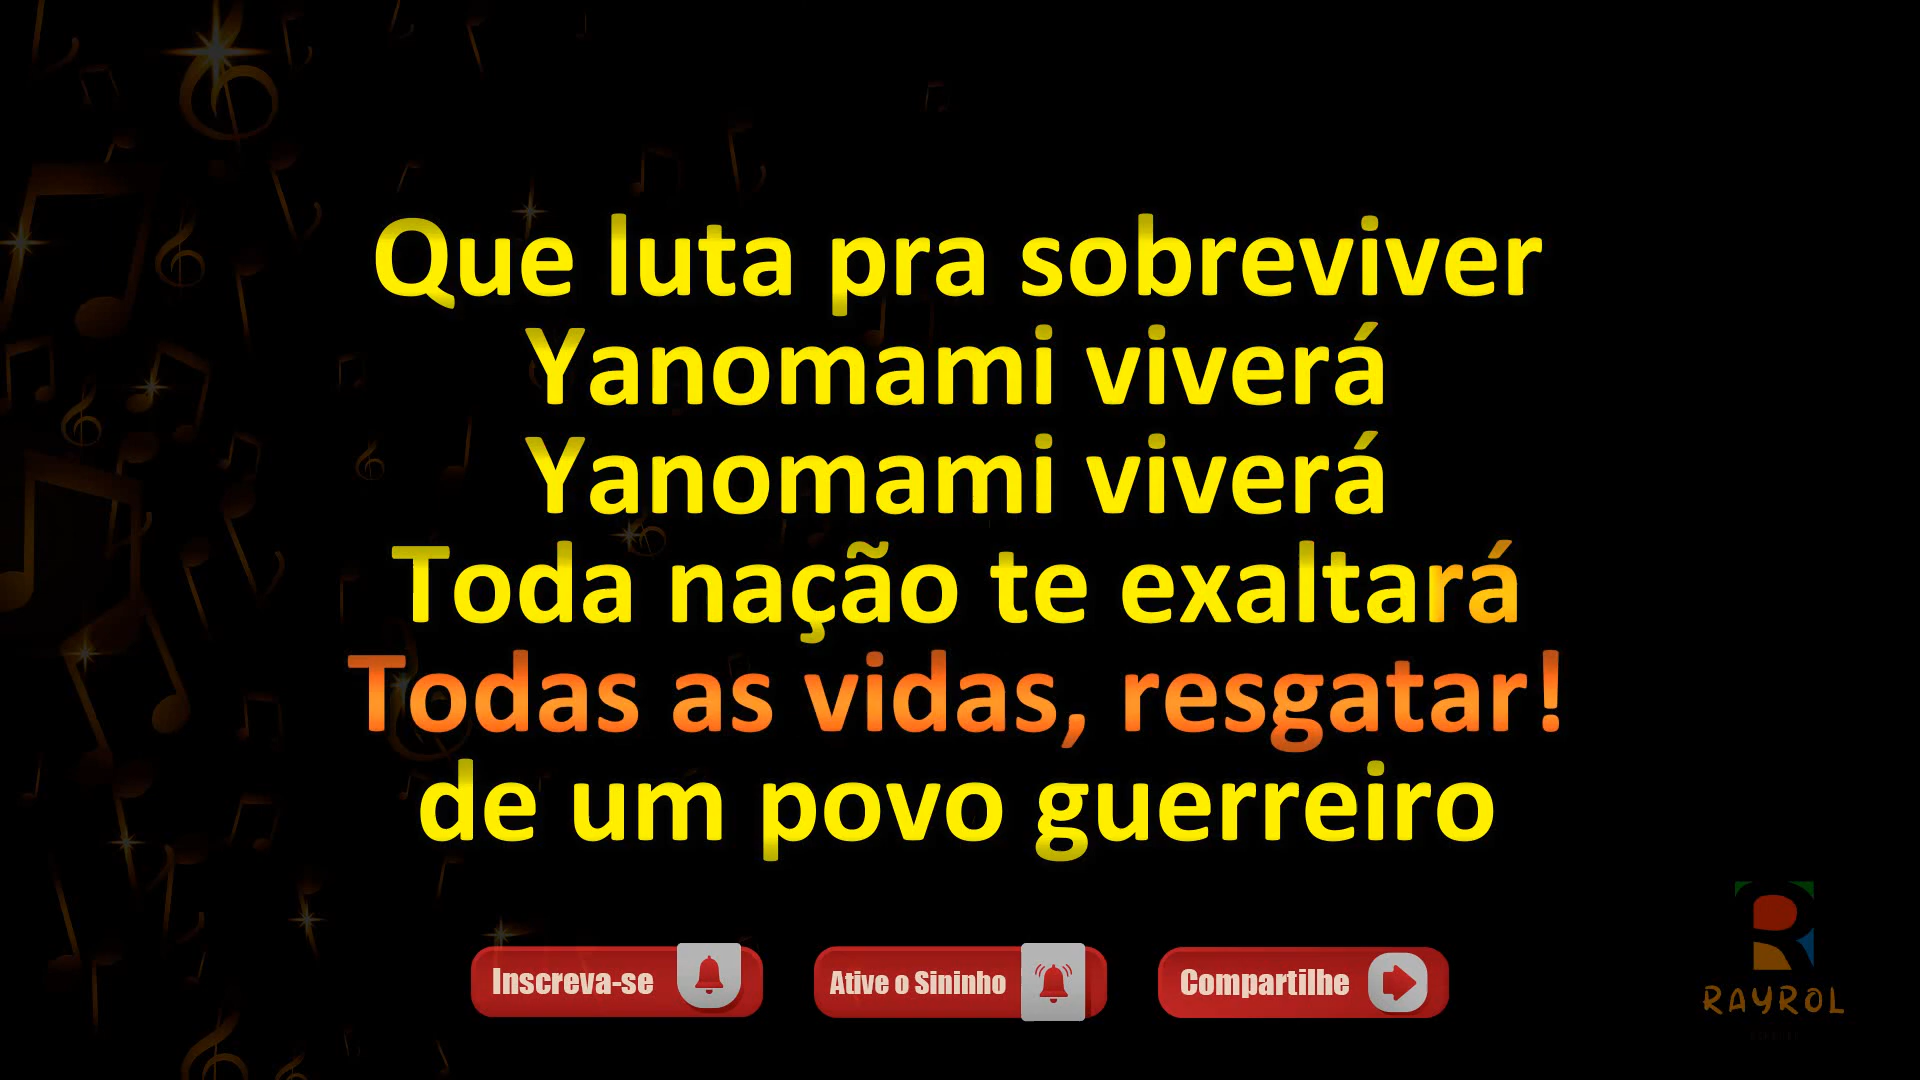 Que luta pra sobreviver
Yanomami viverá
Yanomami viverá
Toda nação te exaltará
Todas as vidas, resgatar!
de um povo guerreiro
Inscreva-se
Ative o Sininho
Compartilhe
RAYROL